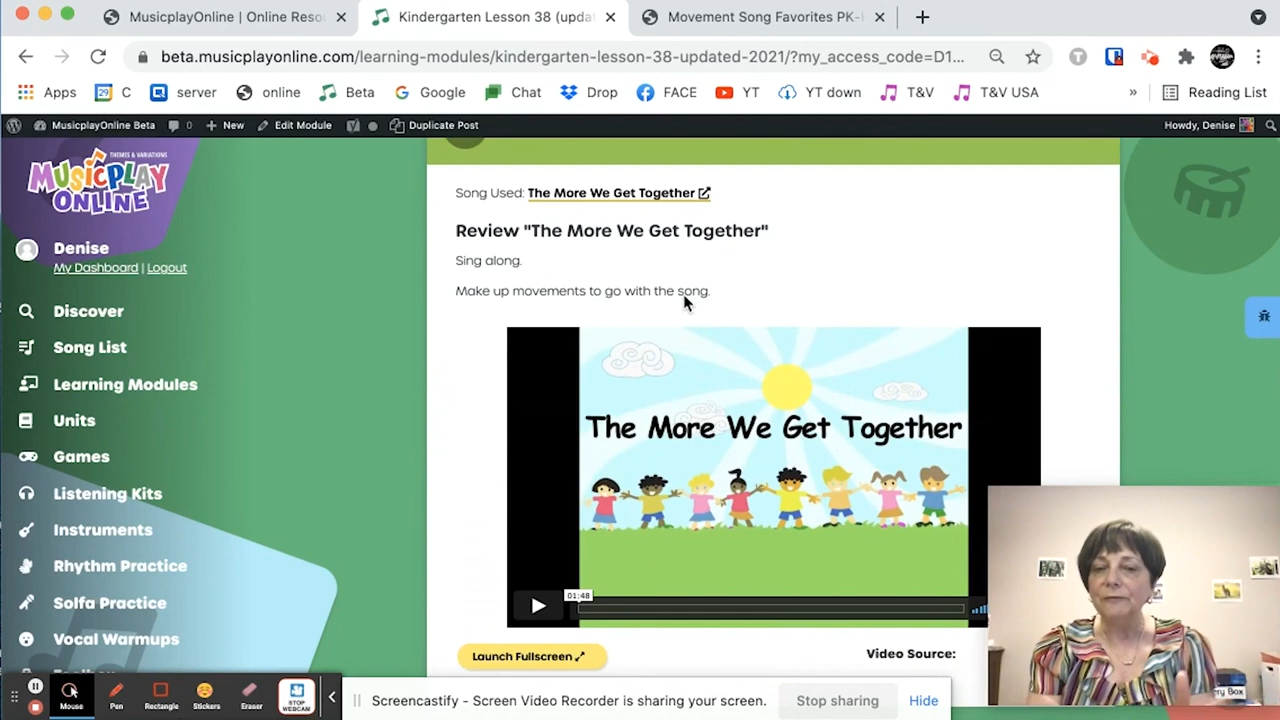 MusicplayOnline | Online Reso
Kindergarten Lesson 38 (upda
Movement Song Favorites PK-
beta.musicplayonline.com/learning-modules/kindergarten-lesson-38-updated-2021/?my_access_code=D1...
Apps
29 C
server
online
Beta
Google
Chat
Drop
FACE
YT
YT down
T&V
T&V USA
»
Reading List
MusicplayOnline Beta
0
New
Edit Module
Duplicate Post
Howdy, Denise
THEMES & VARIATIONS
MUSICPLAY
ONLINE
Denise
My Dashboard | Logout
Discover
Song List
Learning Modules
Units
Games
Listening Kits
Instruments
Rhythm Practice
Solfa Practice
Vocal Warmups
Song Used: The More We Get Together
Review "The More We Get Together"
Sing along.
Make up movements to go with the song.
The More We Get Together
01:48
Launch Fullscreen
Video Source:
Mouse
Pen
Rectangle
Stickers
Eraser
STOP WEBCAM
Screencastify - Screen Video Recorder is sharing your screen.
Stop sharing
Hide